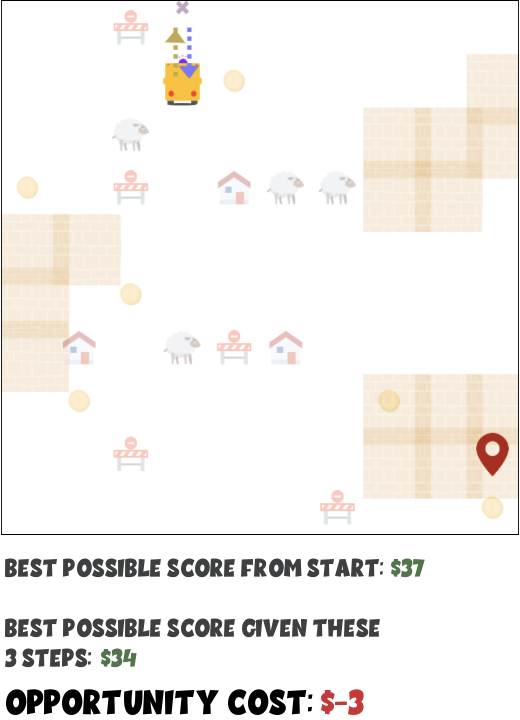 BEST POSSIBLE SCORE FROM START: $37
BEST POSSIBLE SCORE GIVEN THESE
3 STEPS: $34
OPPORTUNITY COST: $-3